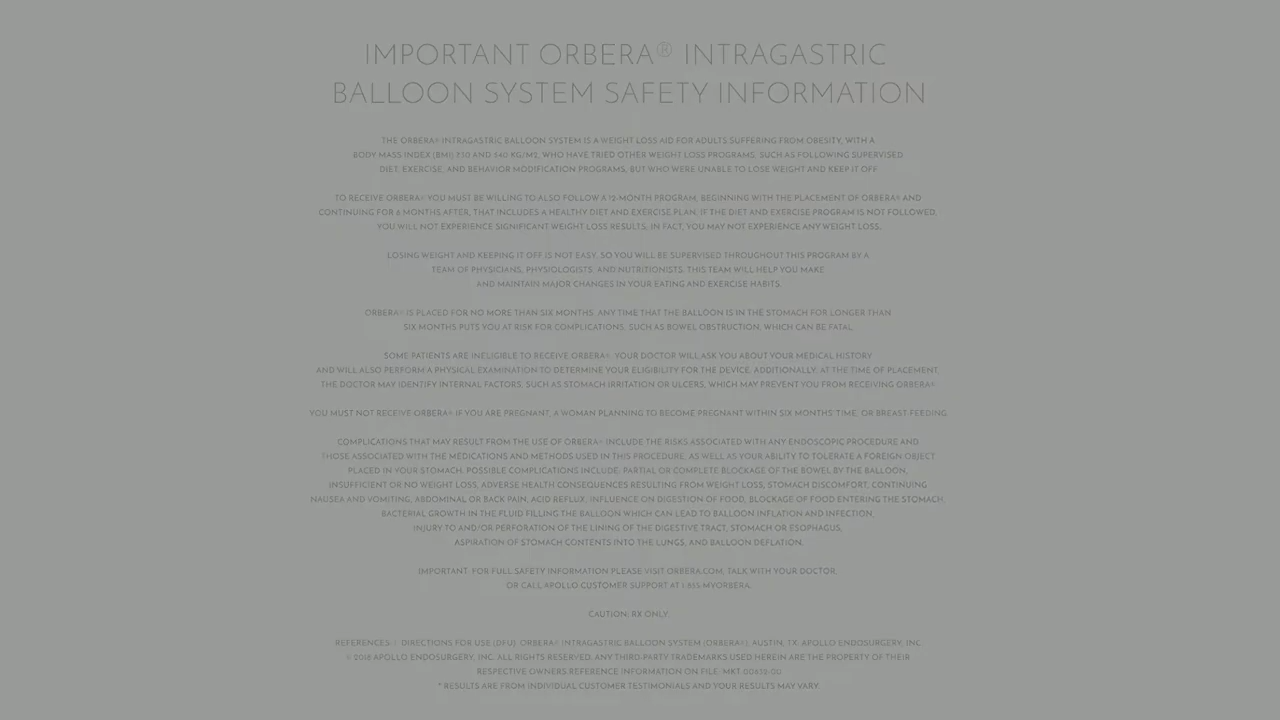 IMPORTANT ORBERA® INTRAGASTRIC
BALLOON SYSTEM SAFETY INFORMATION
THE ORBERA® INTRAGASTRIC BALLOON SYSTEM IS A WEIGHT LOSS AID FOR ADULTS SUFFERING FROM OBESITY, WITH A
BODY MASS INDEX (BMI) ≥30 AND ≤40 KG/M2, WHO HAVE TRIED OTHER WEIGHT LOSS PROGRAMS, SUCH AS FOLLOWING SUPERVISED
DIET, EXERCISE, AND BEHAVIOR MODIFICATION PROGRAMS, BUT WHO WERE UNABLE TO LOSE WEIGHT AND KEEP IT OFF.
TO RECEIVE ORBERA® YOU MUST BE WILLING TO ALSO FOLLOW A 12-MONTH PROGRAM, BEGINNING WITH THE PLACEMENT OF ORBERA® AND
CONTINUING FOR 6 MONTHS AFTER, THAT INCLUDES A HEALTHY DIET AND EXERCISE PLAN. IF THE DIET AND EXERCISE PROGRAM IS NOT FOLLOWED,
YOU WILL NOT EXPERIENCE SIGNIFICANT WEIGHT LOSS RESULTS; IN FACT, YOU MAY NOT EXPERIENCE ANY WEIGHT LOSS.
LOSING WEIGHT AND KEEPING IT OFF IS NOT EASY, SO YOU WILL BE SUPERVISED THROUGHOUT THIS PROGRAM BY A
TEAM OF PHYSICIANS, PHYSIOLOGISTS, AND NUTRITIONISTS. THIS TEAM WILL HELP YOU MAKE
AND MAINTAIN MAJOR CHANGES IN YOUR EATING AND EXERCISE HABITS.
ORBERA® IS PLACED FOR NO MORE THAN SIX MONTHS. ANY TIME THAT THE BALLOON IS IN THE STOMACH FOR LONGER THAN
SIX MONTHS PUTS YOU AT RISK FOR COMPLICATIONS, SUCH AS BOWEL OBSTRUCTION, WHICH CAN BE FATAL.
SOME PATIENTS ARE INELIGIBLE TO RECEIVE ORBERA®. YOUR DOCTOR WILL ASK YOU ABOUT YOUR MEDICAL HISTORY
AND WILL ALSO PERFORM A PHYSICAL EXAMINATION TO DETERMINE YOUR ELIGIBILITY FOR THE DEVICE. ADDITIONALLY, AT THE TIME OF PLACEMENT,
THE DOCTOR MAY IDENTIFY INTERNAL FACTORS, SUCH AS STOMACH IRRITATION OR ULCERS, WHICH MAY PREVENT YOU FROM RECEIVING ORBERA®.
YOU MUST NOT RECEIVE ORBERA® IF YOU ARE PREGNANT, A WOMAN PLANNING TO BECOME PREGNANT WITHIN SIX MONTHS' TIME, OR BREAST-FEEDING.
COMPLICATIONS THAT MAY RESULT FROM THE USE OF ORBERA® INCLUDE THE RISKS ASSOCIATED WITH ANY ENDOSCOPIC PROCEDURE AND
THOSE ASSOCIATED WITH THE MEDICATIONS AND METHODS USED IN THIS PROCEDURE, AS WELL AS YOUR ABILITY TO TOLERATE A FOREIGN OBJECT
PLACED IN YOUR STOMACH. POSSIBLE COMPLICATIONS INCLUDE: PARTIAL OR COMPLETE BLOCKAGE OF THE BOWEL BY THE BALLOON,
INSUFFICIENT OR NO WEIGHT LOSS, ADVERSE HEALTH CONSEQUENCES RESULTING FROM WEIGHT LOSS, STOMACH DISCOMFORT, CONTINUING
NAUSEA AND VOMITING, ABDOMINAL OR BACK PAIN, ACID REFLUX, INFLUENCE ON DIGESTION OF FOOD, BLOCKAGE OF FOOD ENTERING THE STOMACH,
BACTERIAL GROWTH IN THE FLUID FILLING THE BALLOON WHICH CAN LEAD TO BALLOON INFLATION AND INFECTION,
INJURY TO AND/OR PERFORATION OF THE LINING OF THE DIGESTIVE TRACT, STOMACH OR ESOPHAGUS,
ASPIRATION OF STOMACH CONTENTS INTO THE LUNGS, AND BALLOON DEFLATION.
IMPORTANT: FOR FULL SAFETY INFORMATION PLEASE VISIT ORBERA.COM, TALK WITH YOUR DOCTOR,
OR CALL APOLLO CUSTOMER SUPPORT AT 1-855-MYORBERA.
CAUTION: RX ONLY
REFERENCES: 1. DIRECTIONS FOR USE (DFU). ORBERA® INTRAGASTRIC BALLOON SYSTEM (ORBERA®), AUSTIN, TX. APOLLO ENDOSURGERY, INC.
© 2018 APOLLO ENDOSURGERY, INC. ALL RIGHTS RESERVED. ANY THIRD-PARTY TRADEMARKS USED HEREIN ARE THE PROPERTY OF THEIR
RESPECTIVE OWNERS REFERENCE INFORMATION ON FILE. MKT
* RESULTS ARE FROM INDIVIDUAL CUSTOMER TESTIMONIALS AND YOUR RESULTS MAY VARY.